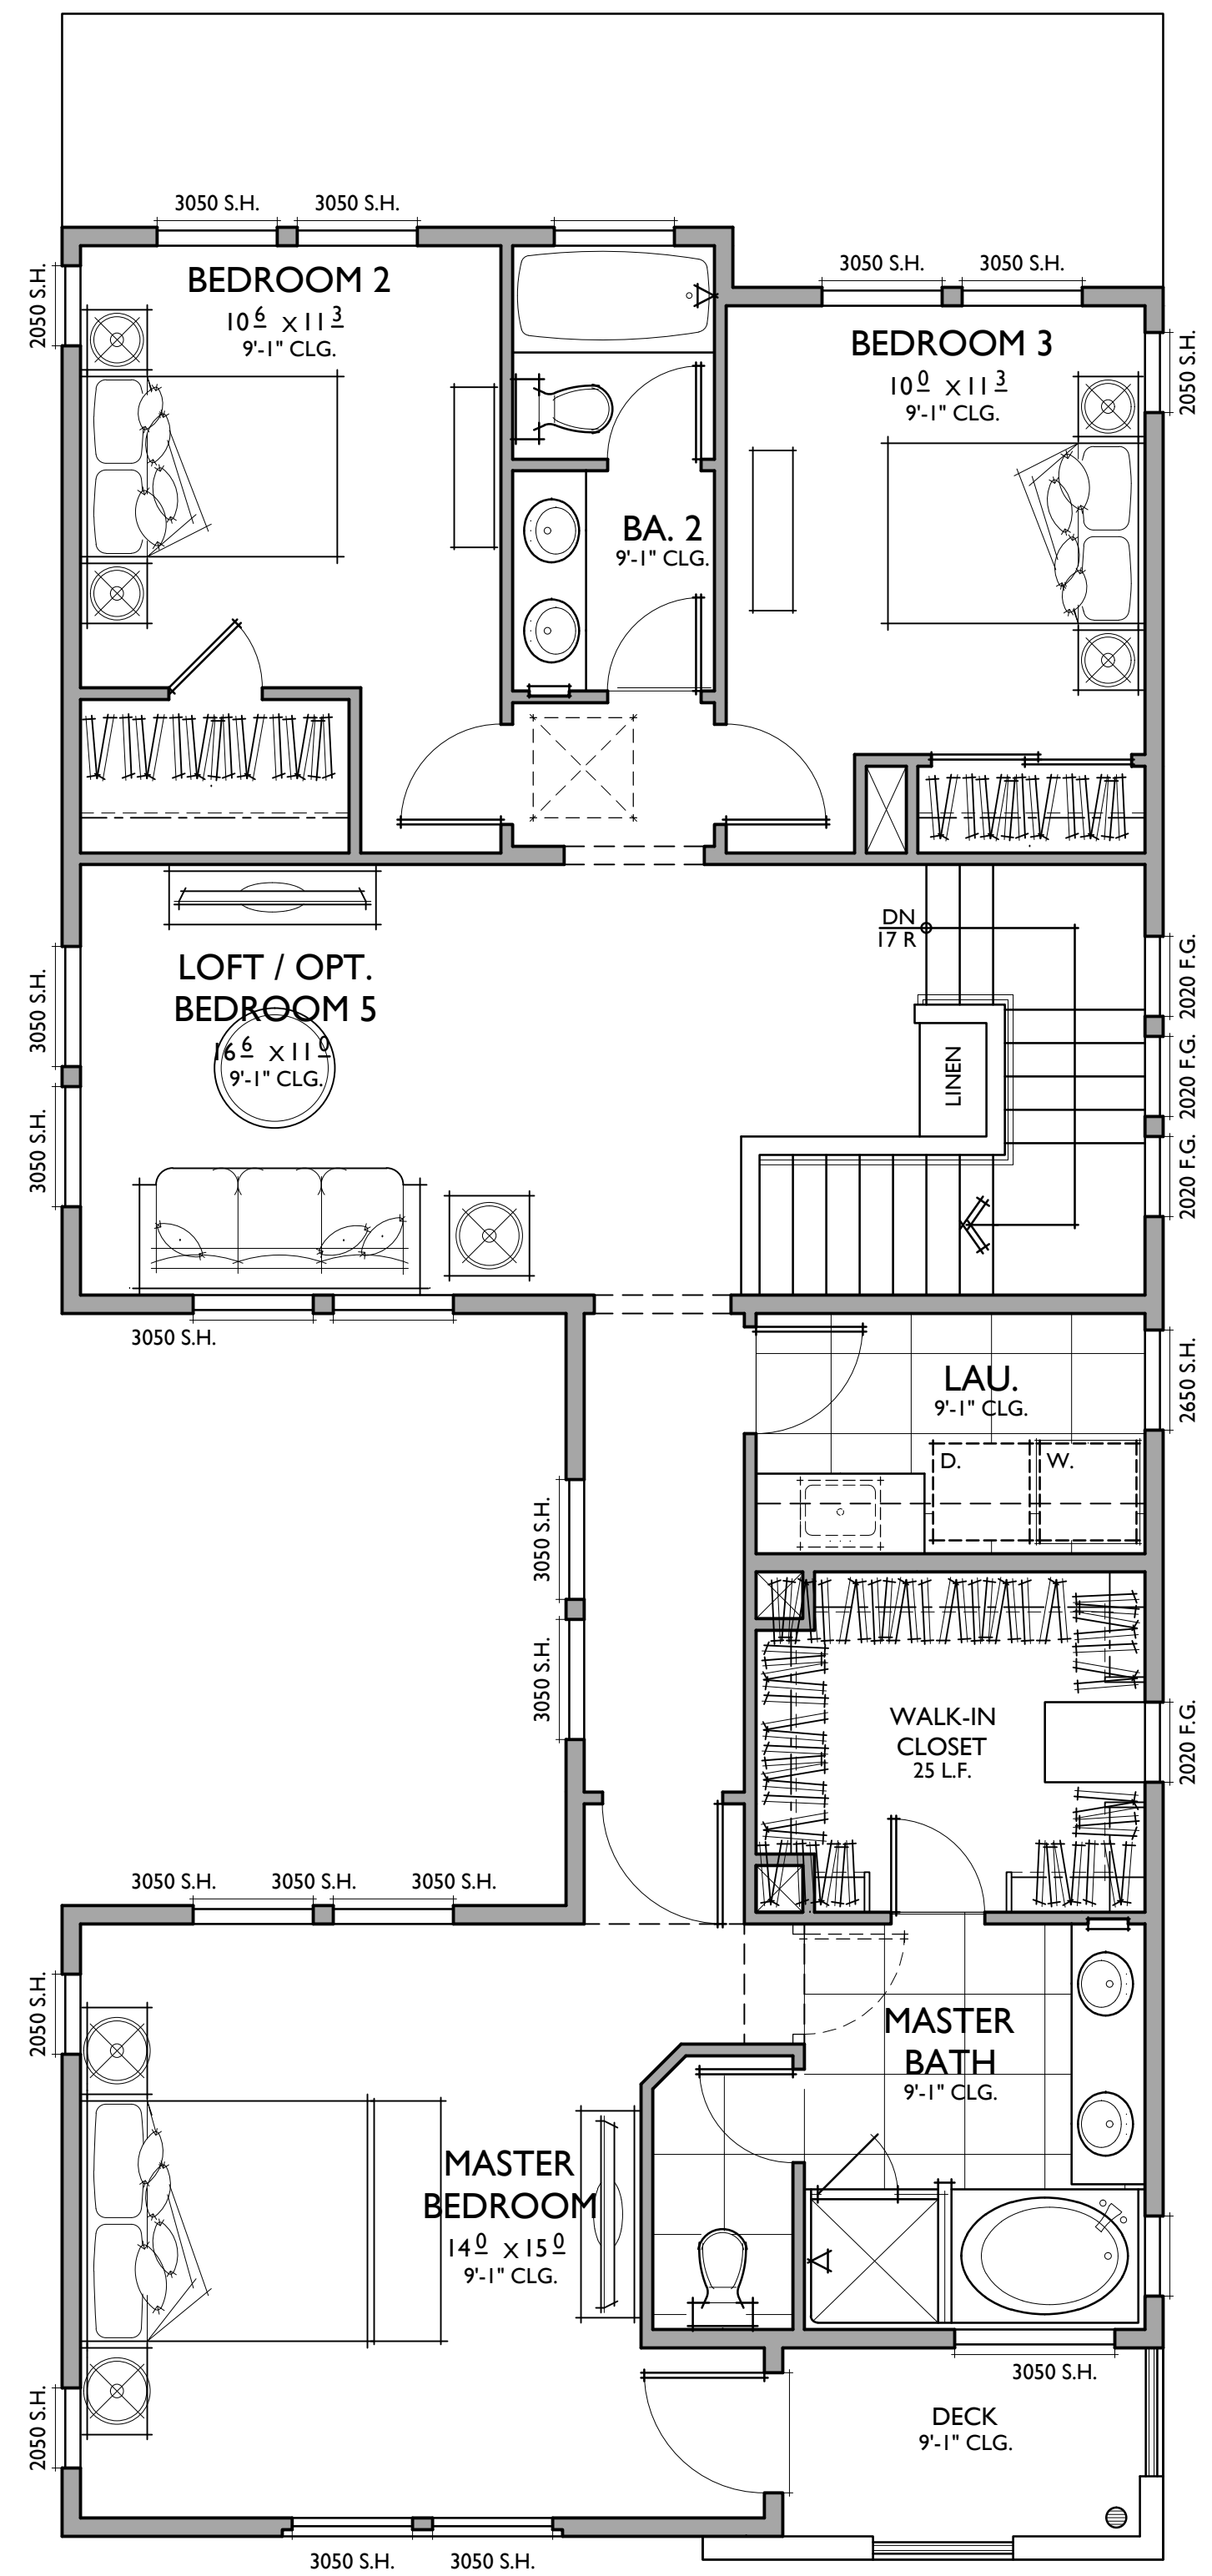 3050 S.H.
3050 S.H.
2050 S.H.
BEDROOM 2
10 6 X 11 3
9'-1" CLG.
3050 S.H.
3050 S.H.
BEDROOM 3
10 0 X 11 3
9'-1" CLG.
2050 S.H.
BA. 2
9'-1" CLG.
DN
17 R
LOFT / OPT.
BEDROOM 5
16 6 X 11 0
9'-1" CLG.
3050 S.H.
3050 S.H.
LINEN
2020 F.G.
2020 F.G.
2020 F.G.
3050 S.H.
LAU.
9'-1" CLG.
2650 S.H.
D.
W.
3050 S.H.
3050 S.H.
WALK-IN
CLOSET
25 L.F.
2020 F.G.
3050 S.H.
3050 S.H.
3050 S.H.
2050 S.H.
MASTER
BATH
9'-1" CLG.
MASTER
BEDROOM
14 0 X 15 0
9'-1" CLG.
3050 S.H.
2050 S.H.
DECK
9'-1" CLG.
3050 S.H.
3050 S.H.